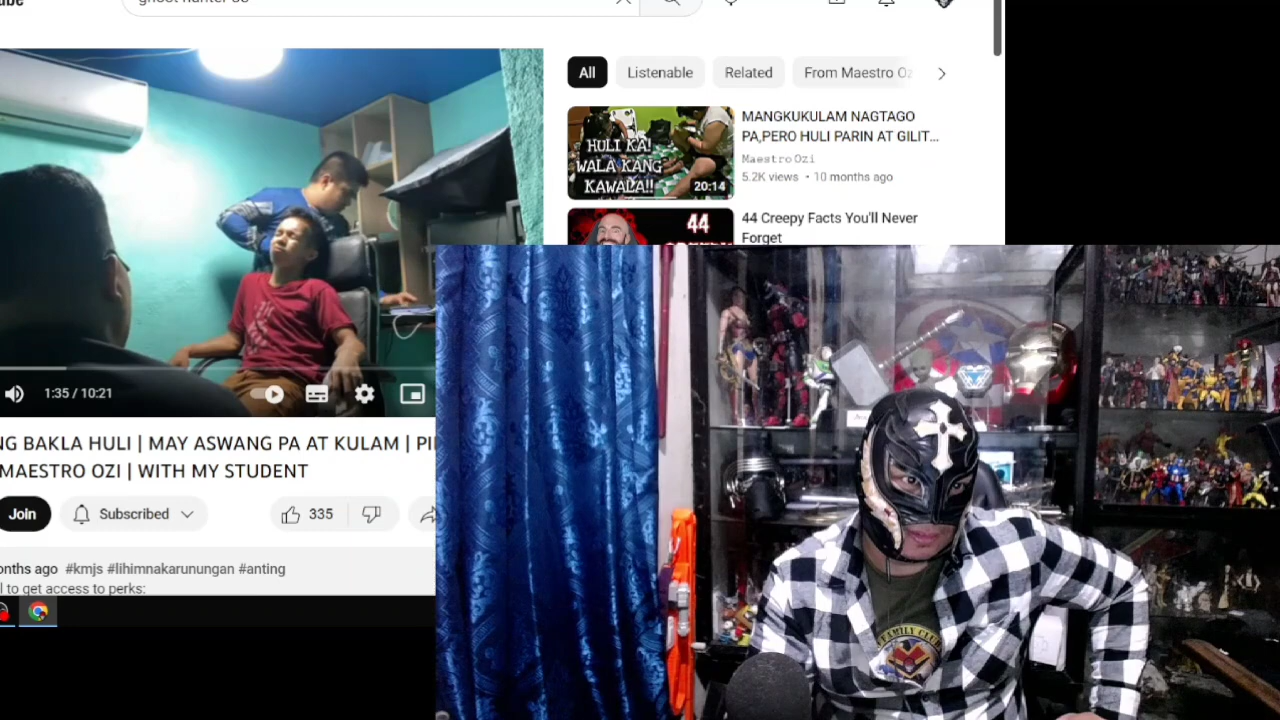 All
Listenable
Related
From Maestro Oz
MANGKUKULAM NAGTAGO
PA,PERO HULI PARIN AT GILIT...
Maestro Ozi
5.2K views • 10 months ago
HULI KA!
WALA KANG
KAWALA!!
20:14
44 Creepy Facts You'll Never
Forget
44
1:35 / 10:21
NG BAKLA HULI | MAY ASWANG PA AT KULAM | PI
MAESTRO OZI | WITH MY STUDENT
Join
Subscribed
335
onths ago #kmjs #lihimnakarunungan #anting
l to get access to perks:
FAMILY CLUB